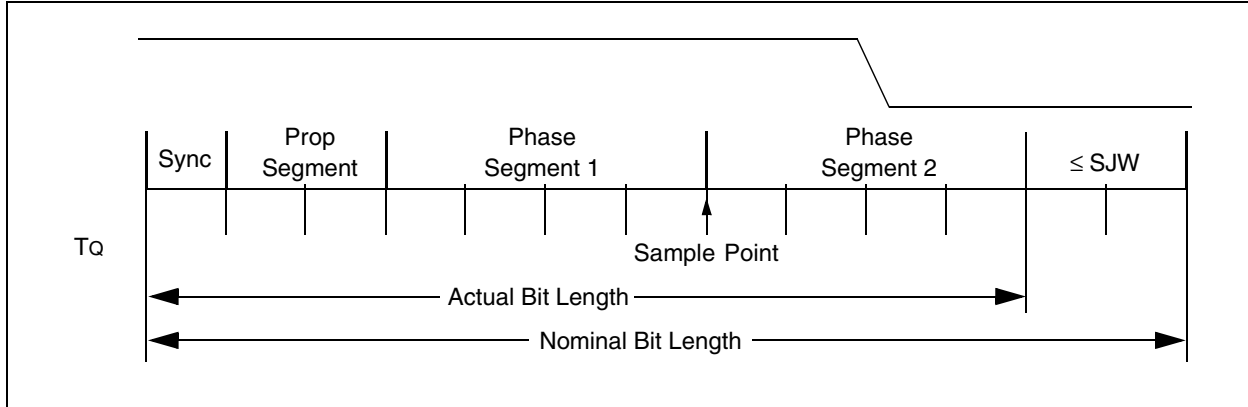 Sync
Prop
Segment
Phase
Segment 1
Phase
Segment 2
≤ SJW
TQ
Sample Point
Actual Bit Length
Nominal Bit Length